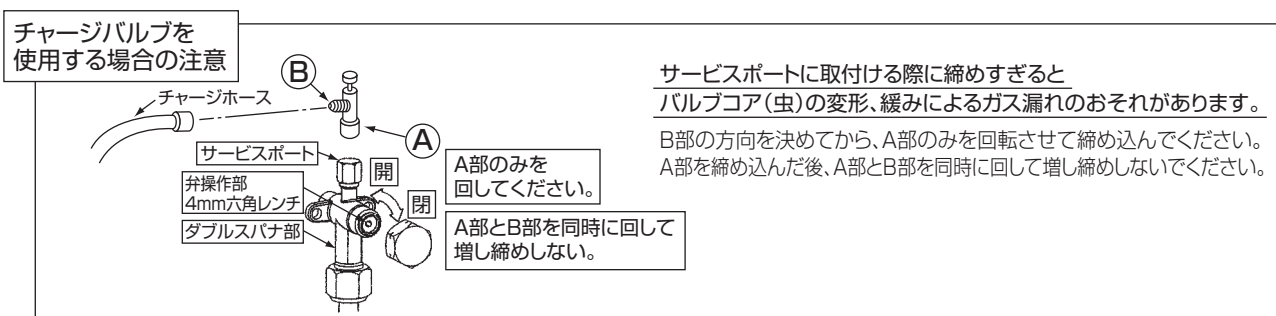 チャージバルブを
使用する場合の注意
B
チャージホース
A
サービスポート
開
弁操作部
4mm六角レンチ
閉
ダブルスパナ部
A部のみを
回してください。
A部とB部を同時に回して
増し締めしない。
サービスポートに取付ける際に締めすぎると
バルブコア(虫)の変形、緩みによるガス漏れのおそれがあります。
B部の方向を決めてから、A部のみを回転させて締め込んでください。
A部を締め込んだ後、A部とB部を同時に回して増し締めしないでください。